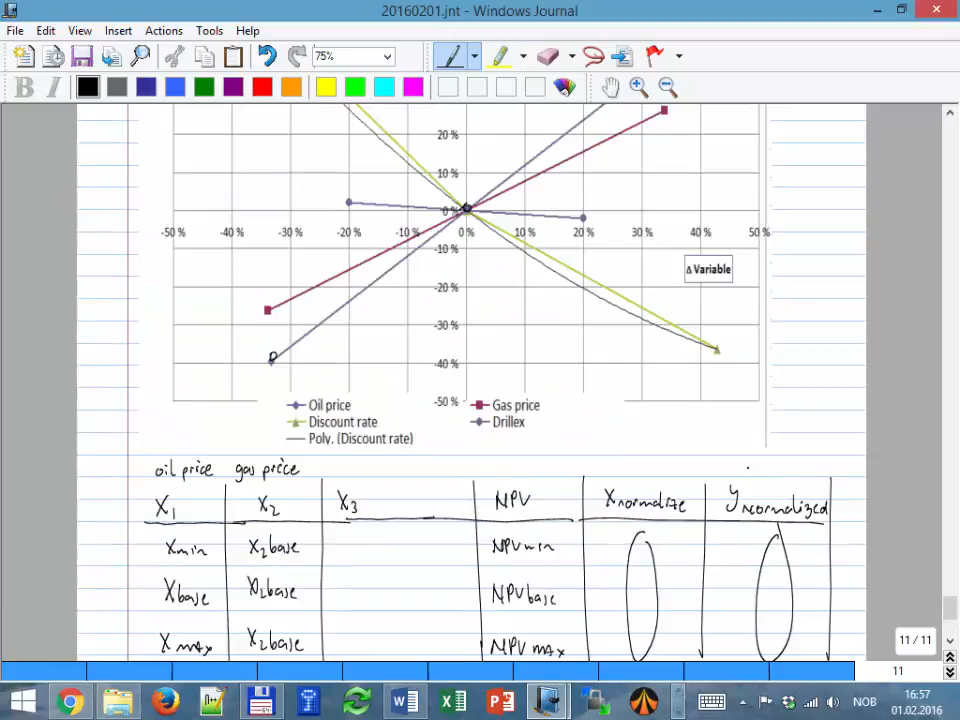 20160201.jnt - Windows Journal
File Edit View Insert Actions Tools Help
75%
B I
20 %
10 %
0 %
-50 % -40 % -30 % -20 % -10 % 0 % 10 % 20 % 30 % 40 % 50 %
-10 %
Δ Variable
-20 %
-30 %
-40 %
-50 %
Oil price Gas price
Discount rate Drillex
Poly. (Discount rate)
oil price gas price
X1 X2 X3 NPV Xnormalize Ynormalized
Xmin X2base NPVmin
Xbase X2base NPVbase
Xmax X2base NPVmax
11 / 11
11
NOB
16:57
01.02.2016